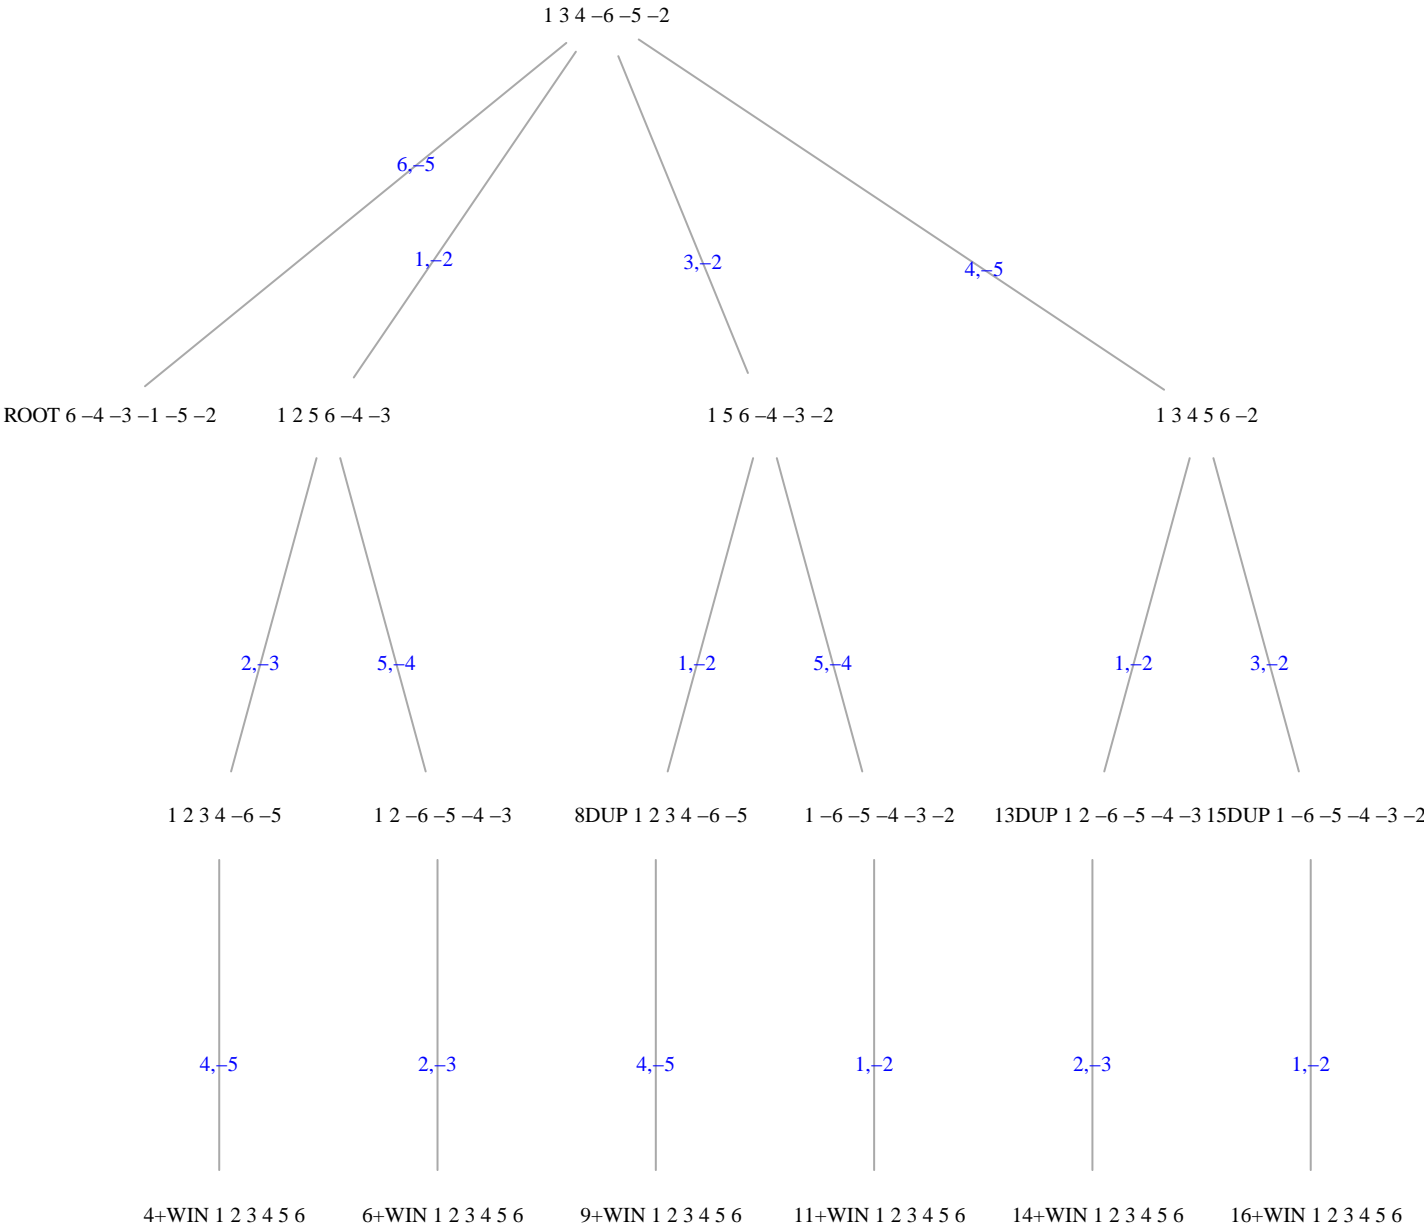 1 3 4 –6 –5 –2
6,–5
1,–2
3,–2
4,–5
ROOT 6 –4 –3 –1 –5 –2
1 2 5 6 –4 –3
1 5 6 –4 –3 –2
1 3 4 5 6 –2
2,–3
5,–4
1,–2
5,–4
1,–2
3,–2
1 2 3 4 –6 –5
1 2 –6 –5 –4 –3
8DUP 1 2 3 4 –6 –5
1 –6 –5 –4 –3 –2
13DUP 1 2 –6 –5 –4 –3
15DUP 1 –6 –5 –4 –3 –2
4,–5
2,–3
4,–5
1,–2
2,–3
1,–2
4+WIN 1 2 3 4 5 6
6+WIN 1 2 3 4 5 6
9+WIN 1 2 3 4 5 6
11+WIN 1 2 3 4 5 6
14+WIN 1 2 3 4 5 6
16+WIN 1 2 3 4 5 6